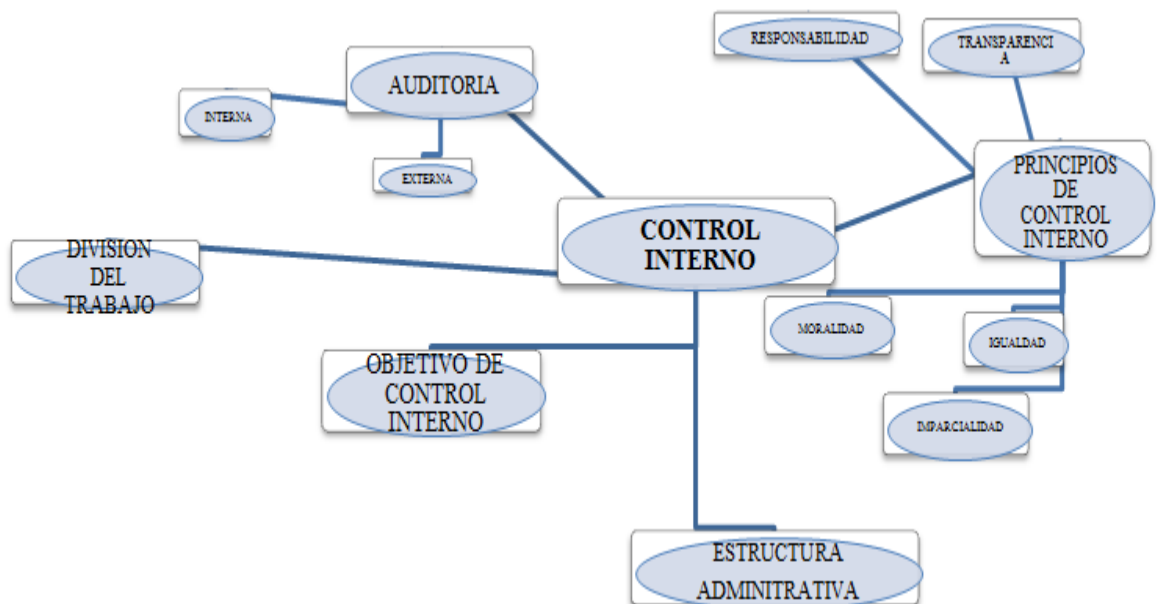 RESPONSABILIDAD
TRANSPARENCI
A
AUDITORIA
INTERNA
EXTERNA
PRINCIPIOS
DE
CONTROL
INTERNO
CONTROL
INTERNO
DIVISION
DEL
TRABAJO
MORALIDAD
IGUALDAD
OBJETIVO DE
CONTROL
INTERNO
IMPARCIALIDAD
ESTRUCTURA
ADMINITRATIVA